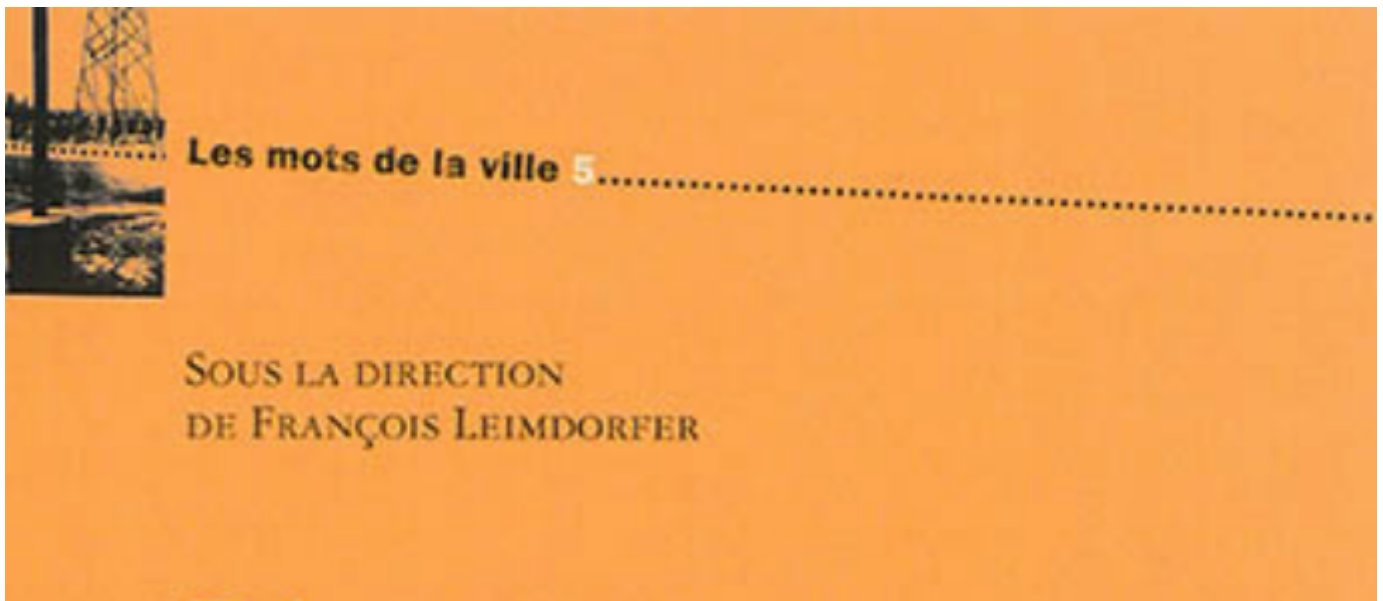 Les mots de la ville 5
Sous la direction
de François Leimdorfer